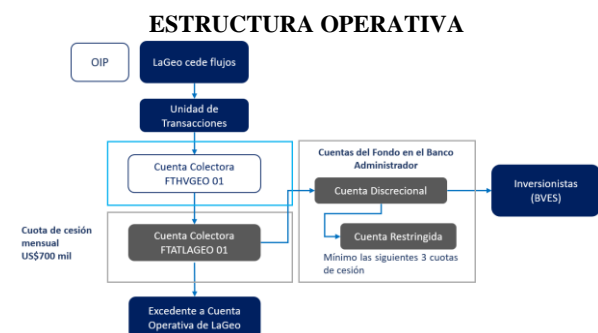 ESTRUCTURA OPERATIVA
OIP
LaGeo cede flujos
Unidad de
Transacciones
Cuenta Colectora
FTHVGEO 01
Cuota de cesión
mensual
US$700 mil
Cuenta Colectora
FTATLAGEO 01
Excedente a Cuenta
Operativa de LaGeo
Cuentas del Fondo en el Banco
Administrador
Cuenta Discrecional
Cuenta Restringida
Mínimo las siguientes 3 cuotas
de cesión
Inversionistas
(BVES)